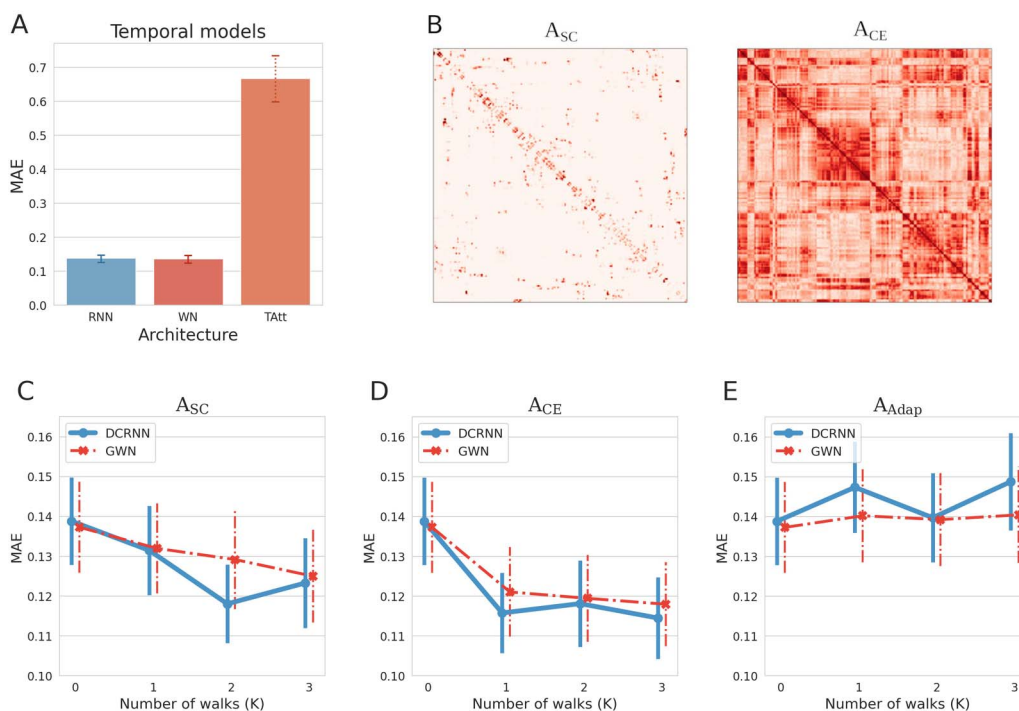 A
Temporal models
MAE
0.7
0.6
0.5
0.4
0.3
0.2
0.1
0.0
RNN WN TAtt
Architecture
B
A_SC
A_CE
C
A_SC
MAE
0.16
0.15
0.14
0.13
0.12
0.11
0.10
DCRNN
GWN
0 1 2 3
Number of walks (K)
D
A_CE
MAE
0.16
0.15
0.14
0.13
0.12
0.11
0.10
DCRNN
GWN
0 1 2 3
Number of walks (K)
E
A_Adap
MAE
0.16
0.15
0.14
0.13
0.12
0.11
0.10
DCRNN
GWN
0 1 2 3
Number of walks (K)